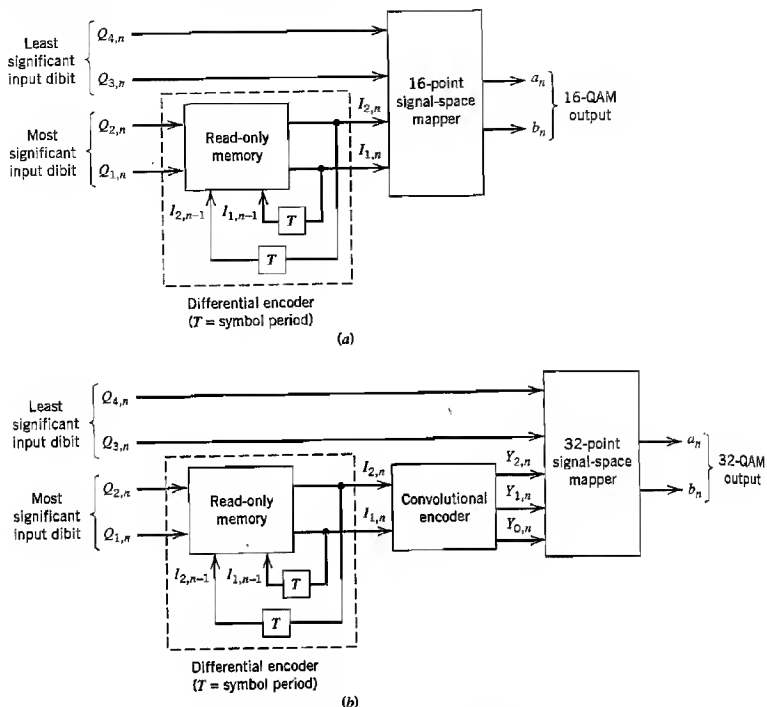 Least
significant
input dibit
Q4,n
Q3,n
Most
significant
input dibit
Q2,n
Q1,n
Read-only
memory
I2,n
I1,n
I2,n−1 I1,n−1
T
T
16-point
signal-space
mapper
an
bn
16-QAM
output
Differential encoder
(T = symbol period)
(a)
Least
significant
input dibit
Q4,n
Q3,n
Most
significant
input dibit
Q2,n
Q1,n
Read-only
memory
I2,n
I1,n
I2,n−1 I1,n−1
T
T
Convolutional
encoder
Y2,n
Y1,n
Y0,n
32-point
signal-space
mapper
an
bn
32-QAM
output
Differential encoder
(T = symbol period)
(b)